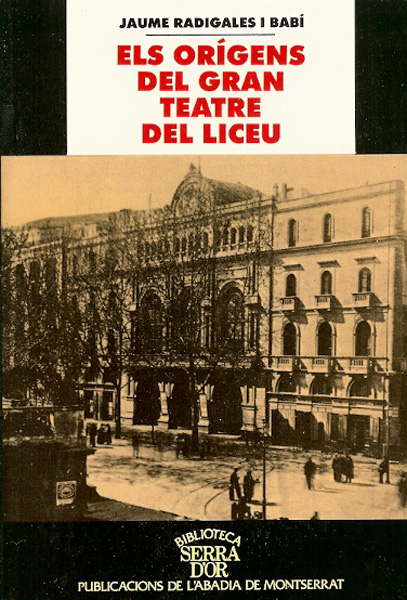 JAUME RADIGALES I BABÍ
ELS ORÍGENS
DEL GRAN
TEATRE
DEL LICEU
BIBLIOTECA
SERRA
D'OR
PUBLICACIONS DE L'ABADIA DE MONTSERRAT